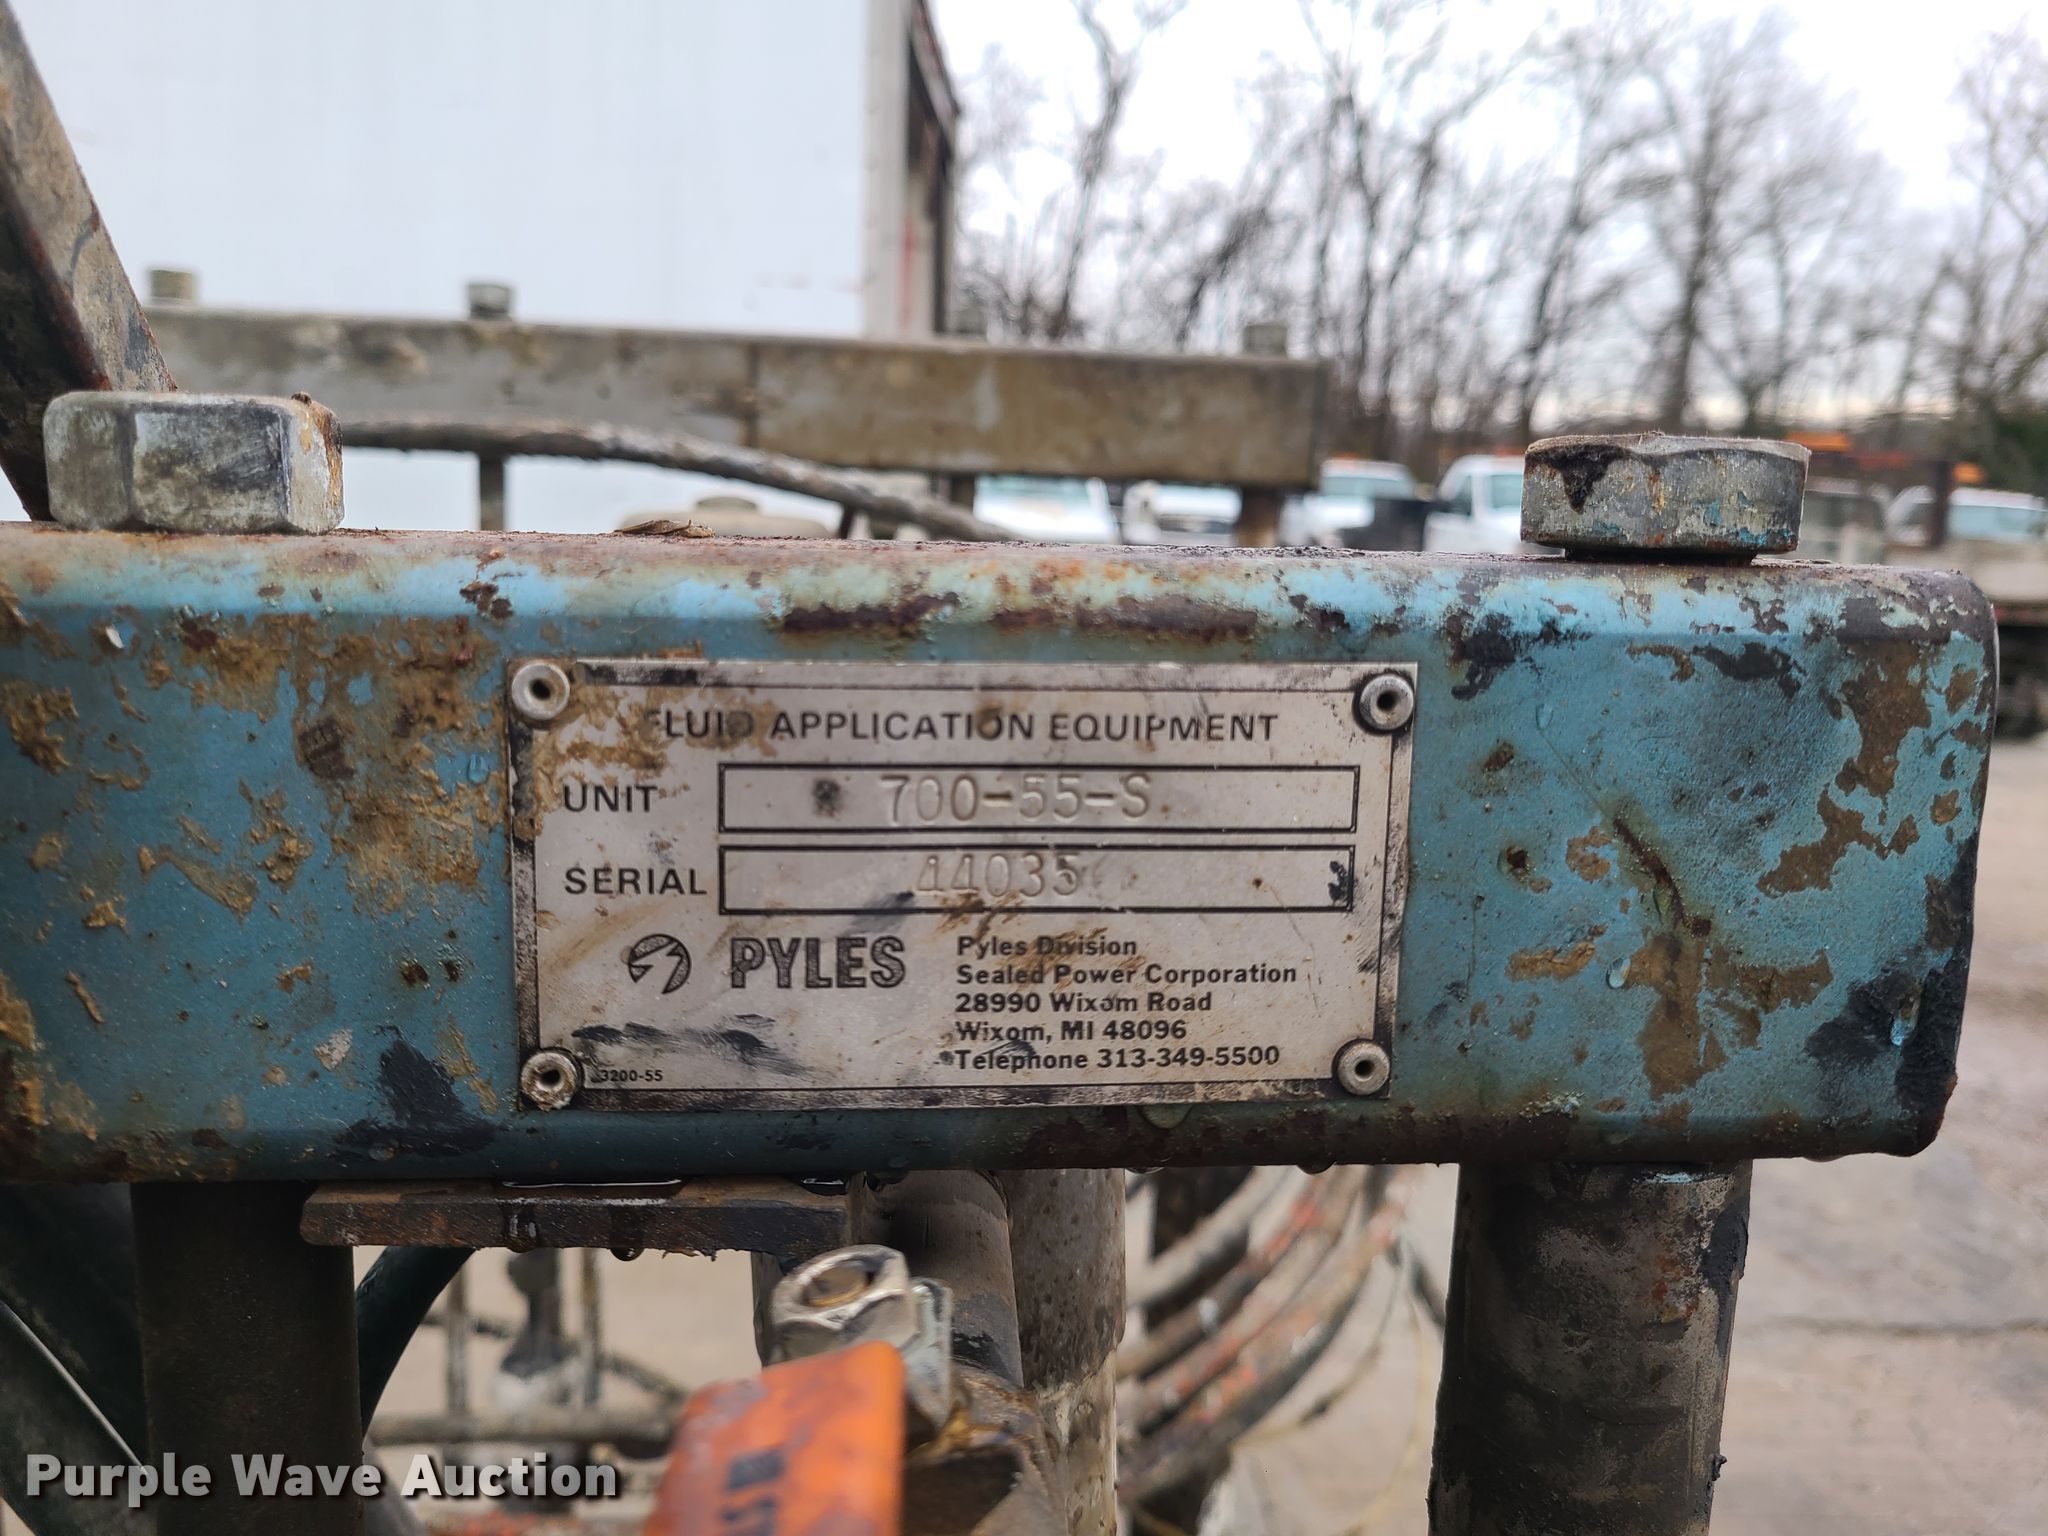 FLUID APPLICATION EQUIPMENT
UNIT 700-55-S
SERIAL 44035
PYLES
Pyles Division
Sealed Power Corporation
28990 Wixom Road
Wixom, MI 48096
Telephone 313-349-5500
3200-55
Purple Wave Auction